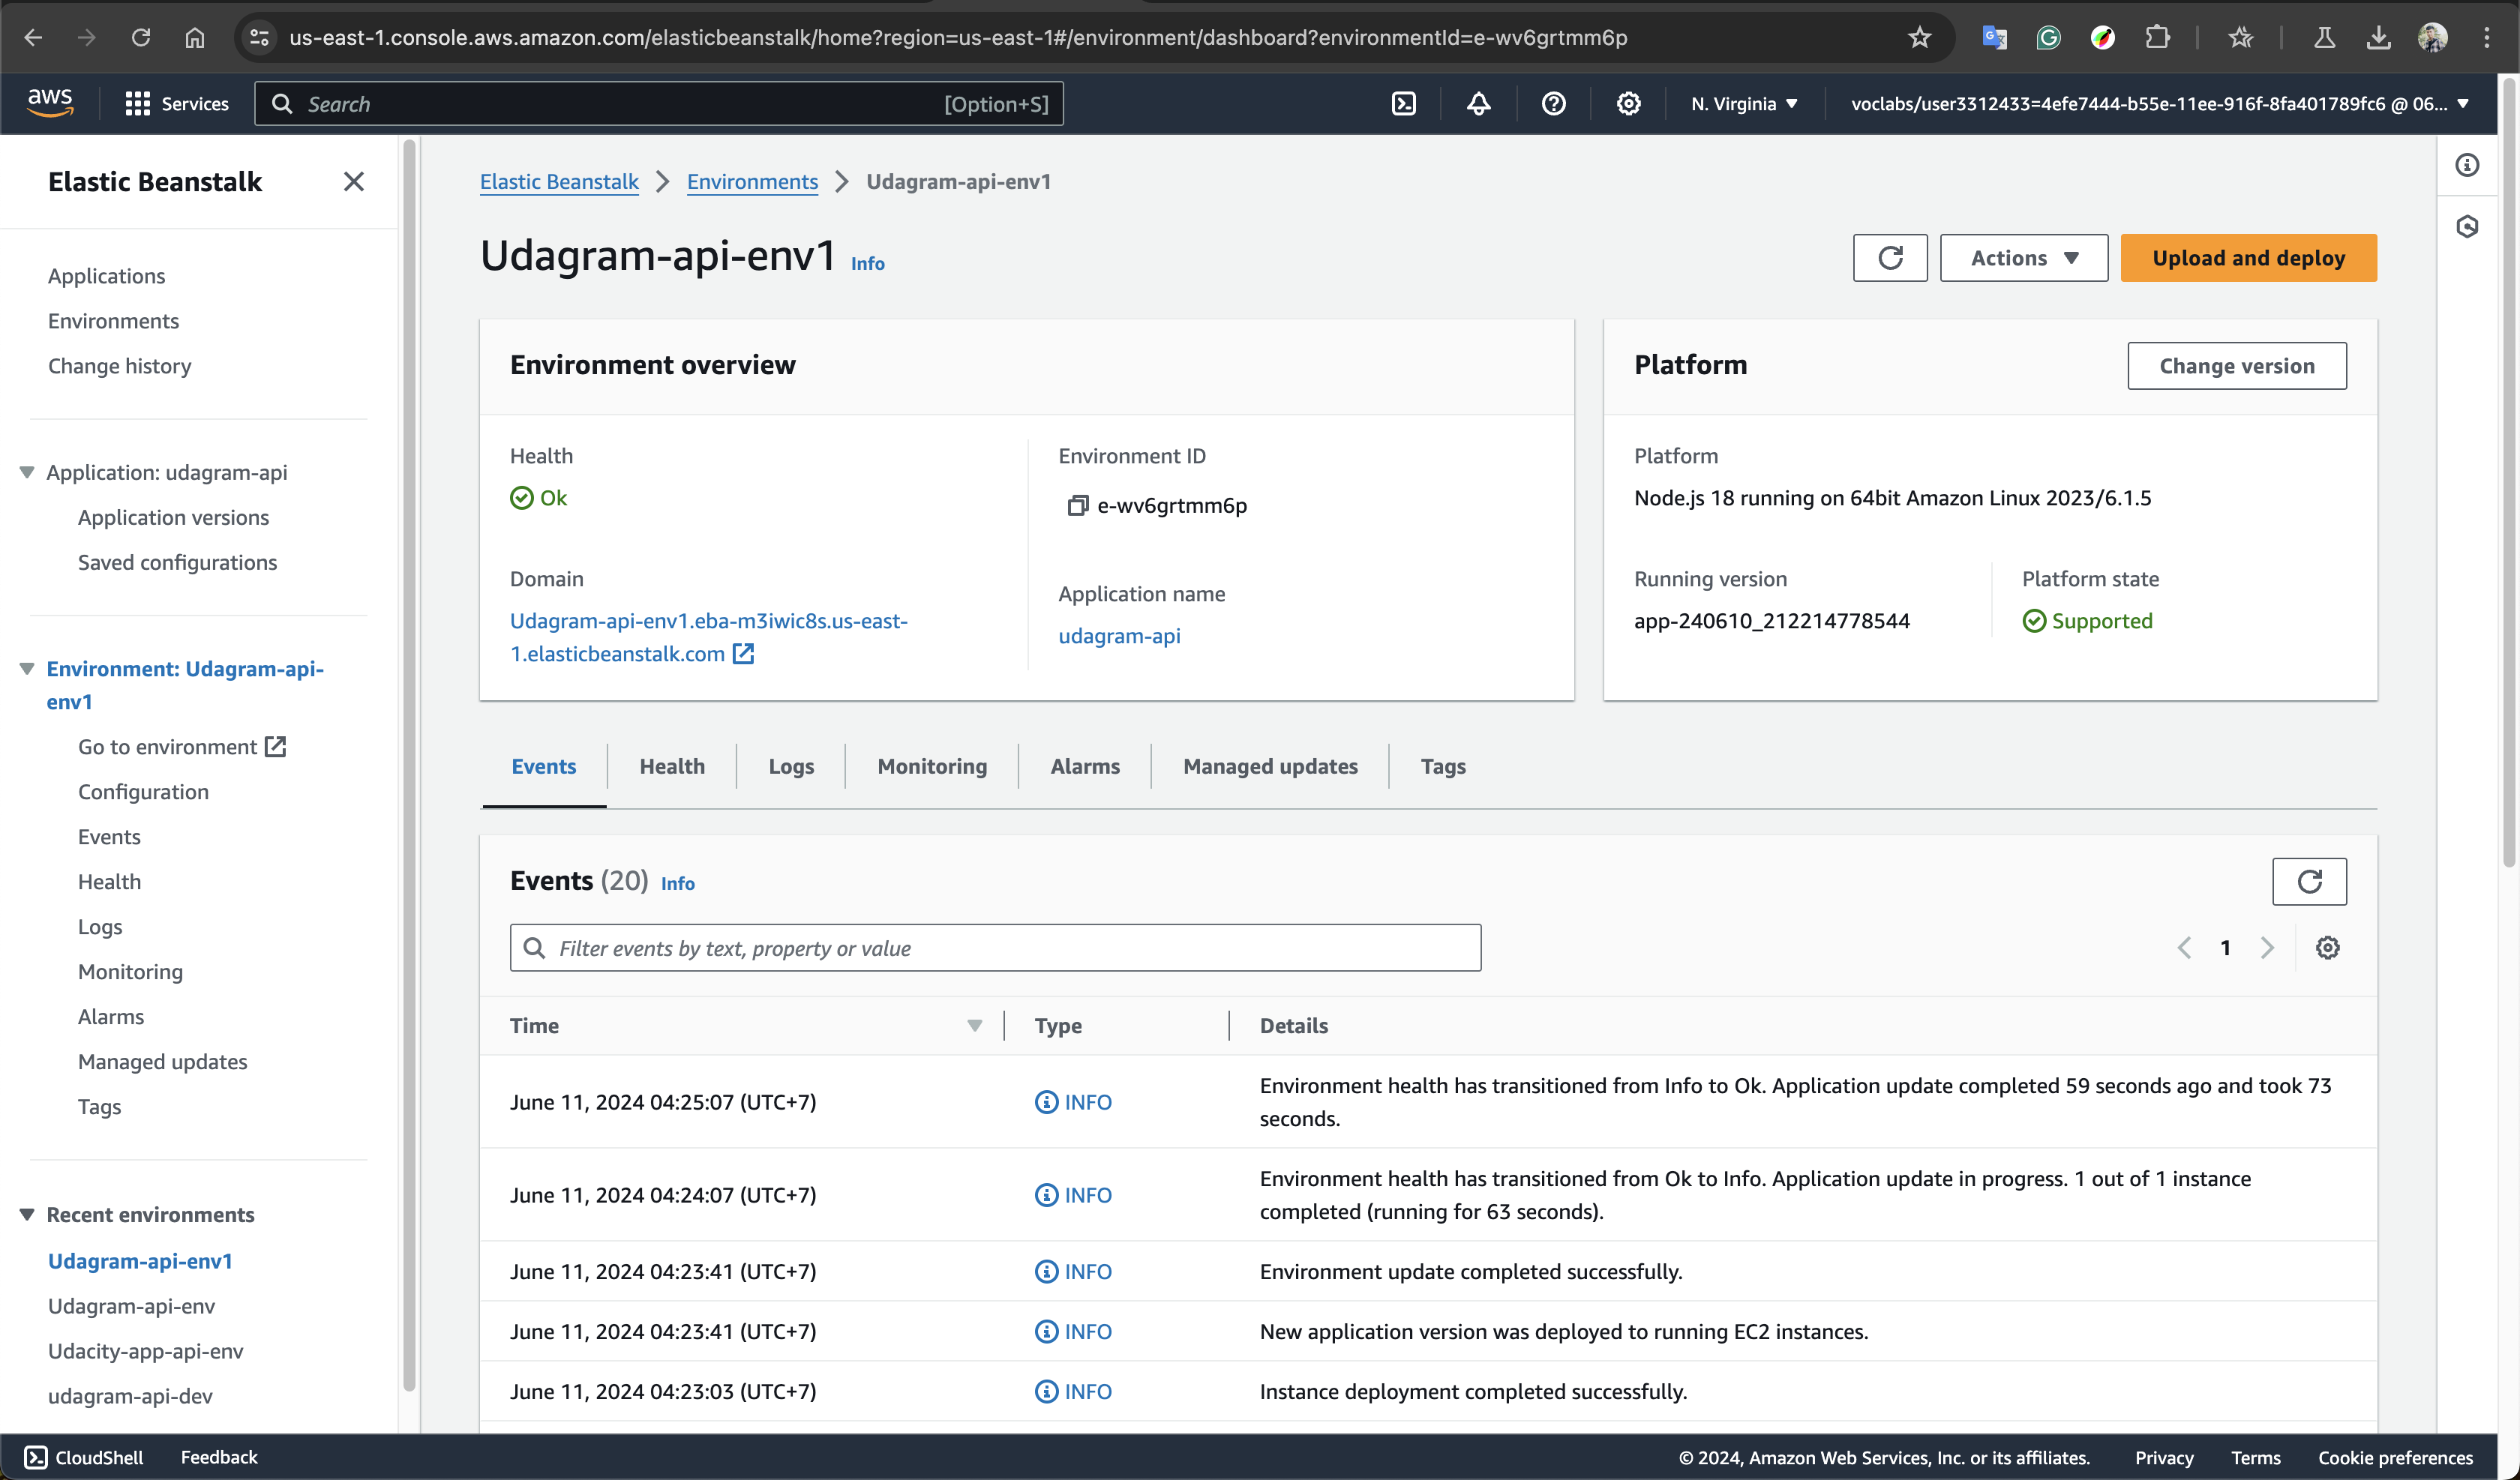 us-east-1.console.aws.amazon.com/elasticbeanstalk/home?region=us-east-1#/environment/dashboard?environmentId=e-wv6grtmm6p
aws
Services
Search
[Option+S]
N. Virginia
voclabs/user3312433=4efe7444-b55e-11ee-916f-8fa401789fc6 @ 06...
Elastic Beanstalk
Applications
Environments
Change history
Application: udagram-api
Application versions
Saved configurations
Environment: Udagram-api-
env1
Go to environment
Configuration
Events
Health
Logs
Monitoring
Alarms
Managed updates
Tags
Recent environments
Udagram-api-env1
Udagram-api-env
Udacity-app-api-env
udagram-api-dev
Elastic Beanstalk
Environments
Udagram-api-env1
Udagram-api-env1 Info
Actions
Upload and deploy
Environment overview
Health
Ok
Environment ID
e-wv6grtmm6p
Domain
Udagram-api-env1.eba-m3iwic8s.us-east-
1.elasticbeanstalk.com
Application name
udagram-api
Platform
Change version
Platform
Node.js 18 running on 64bit Amazon Linux 2023/6.1.5
Running version
app-240610_212214778544
Platform state
Supported
Events
Health
Logs
Monitoring
Alarms
Managed updates
Tags
Events (20) Info
Filter events by text, property or value
1
Time
Type
Details
June 11, 2024 04:25:07 (UTC+7)
INFO
Environment health has transitioned from Info to Ok. Application update completed 59 seconds ago and took 73
seconds.
June 11, 2024 04:24:07 (UTC+7)
INFO
Environment health has transitioned from Ok to Info. Application update in progress. 1 out of 1 instance
completed (running for 63 seconds).
June 11, 2024 04:23:41 (UTC+7)
INFO
Environment update completed successfully.
June 11, 2024 04:23:41 (UTC+7)
INFO
New application version was deployed to running EC2 instances.
June 11, 2024 04:23:03 (UTC+7)
INFO
Instance deployment completed successfully.
CloudShell
Feedback
© 2024, Amazon Web Services, Inc. or its affiliates.
Privacy
Terms
Cookie preferences